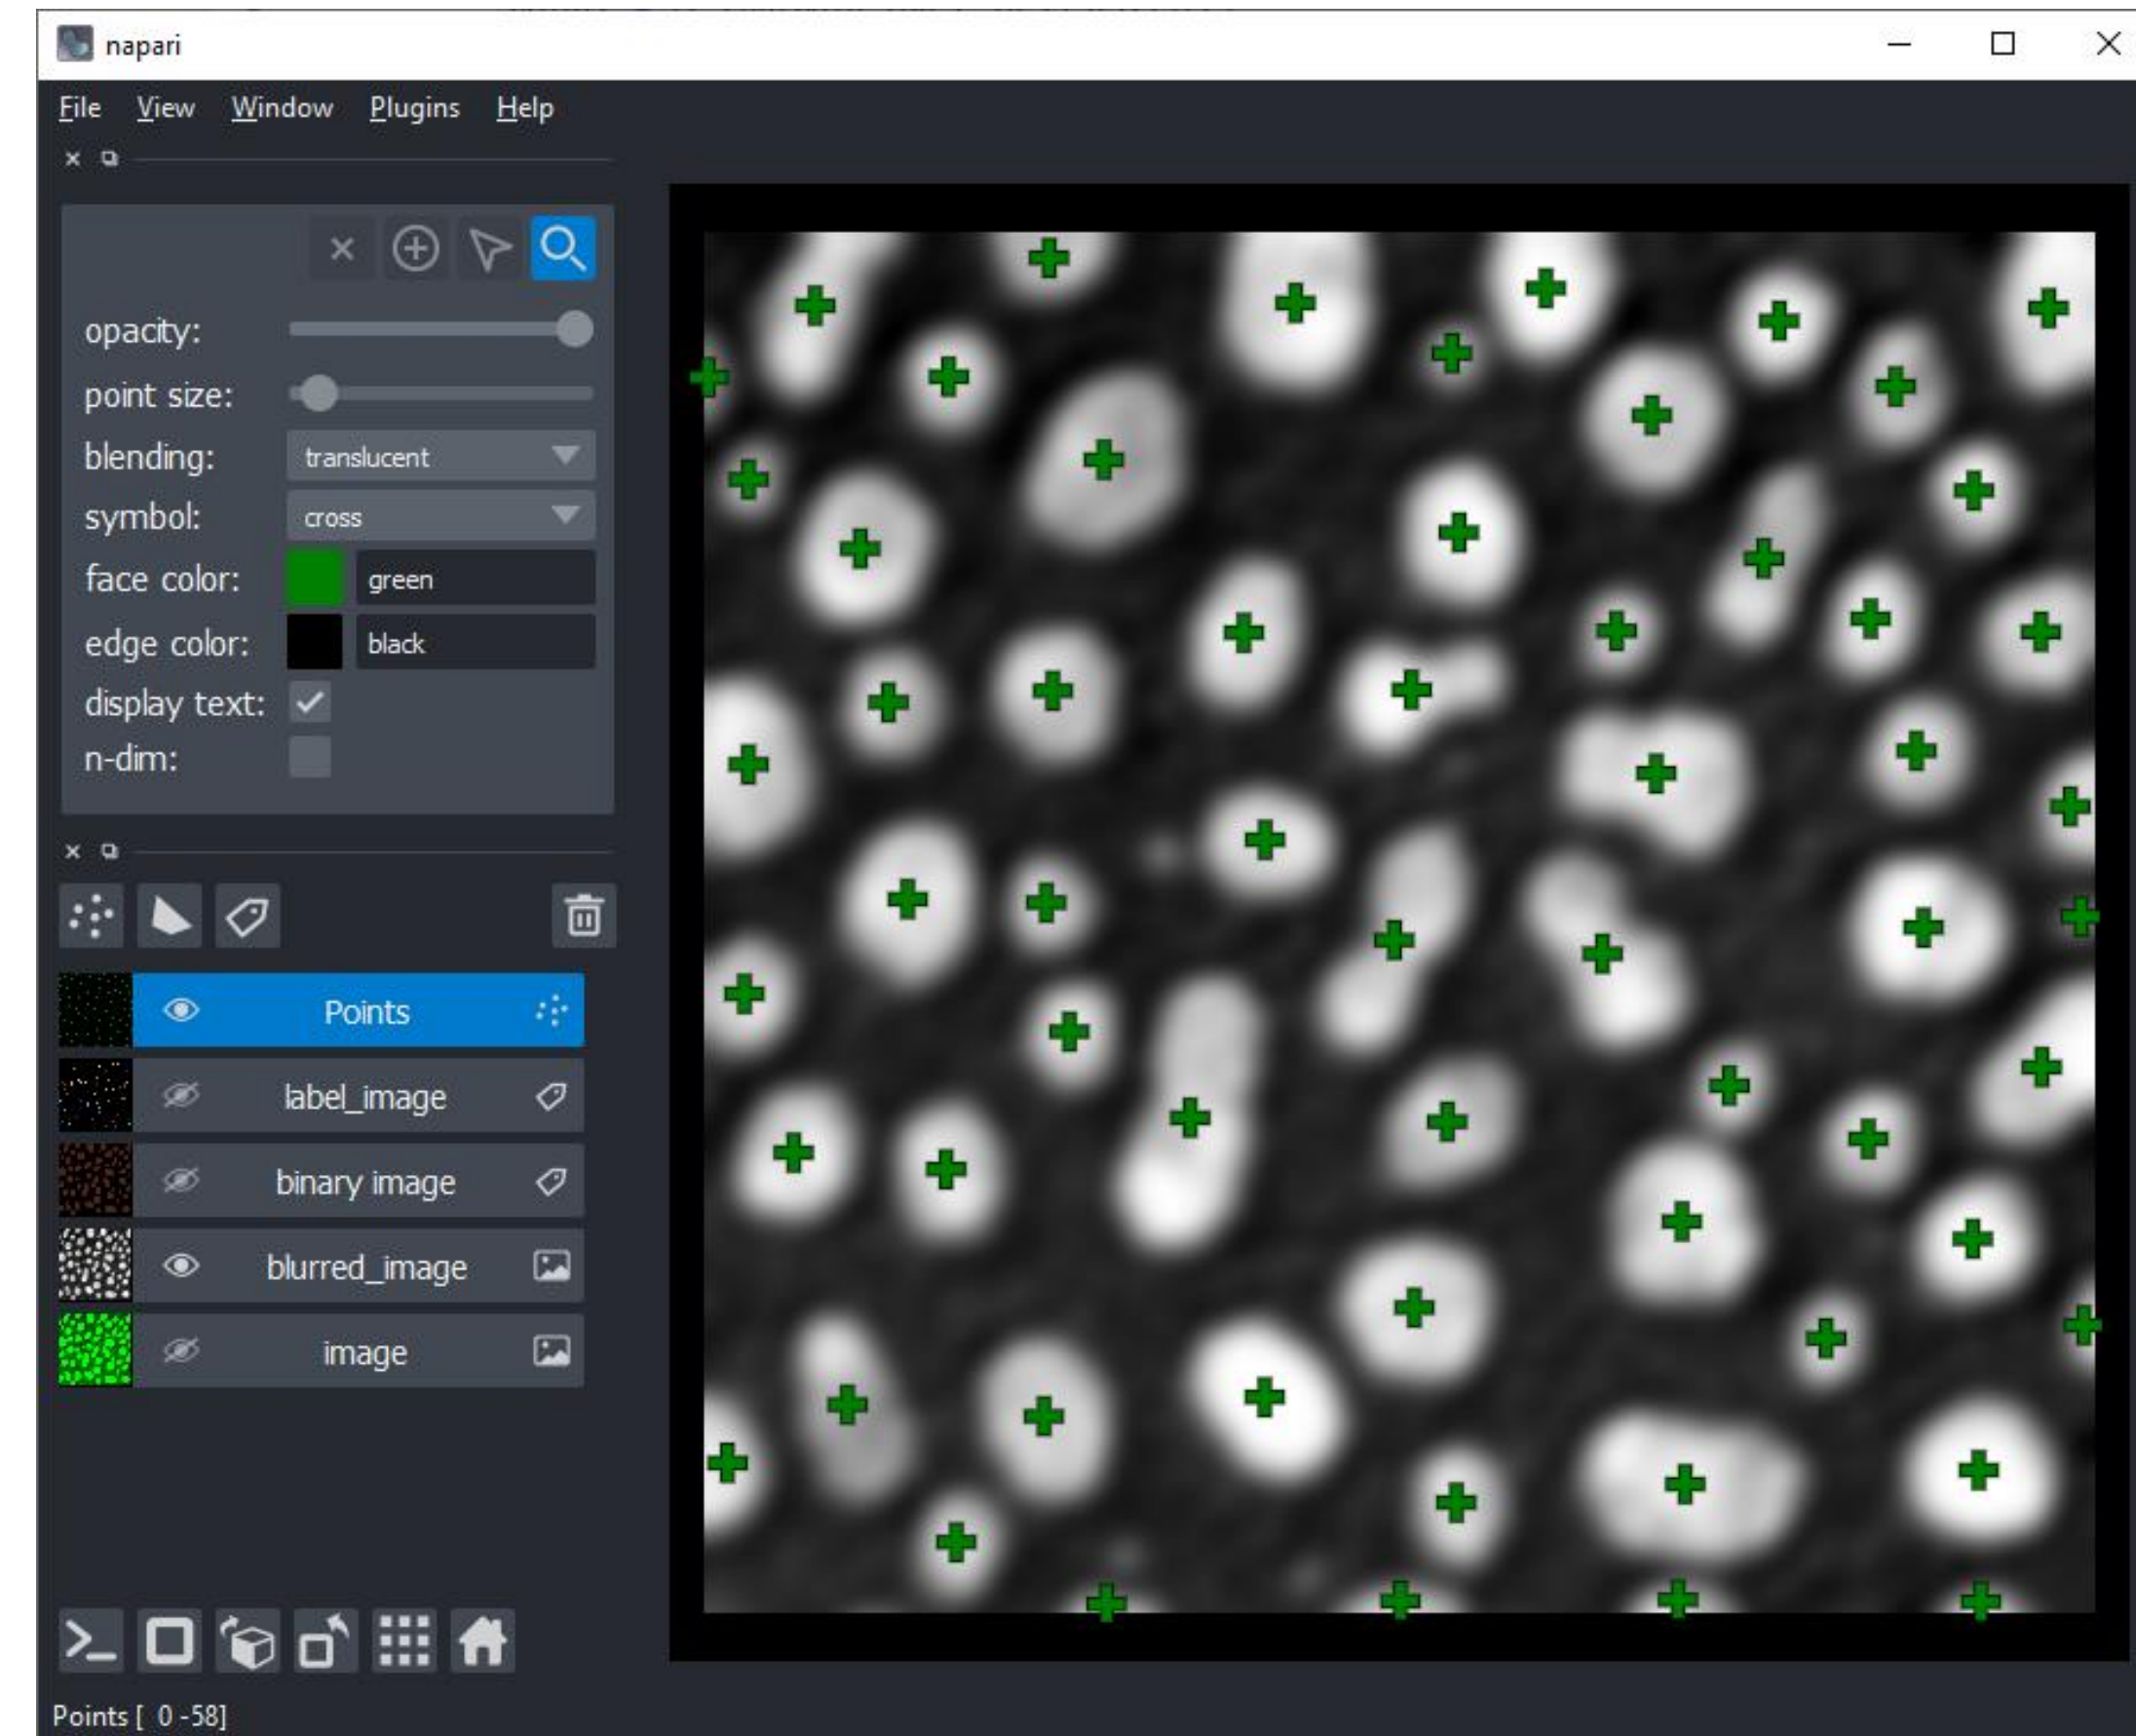 napari
File View Window Plugins Help
opacity:
point size:
blending: translucent
symbol: cross
face color: green
edge color: black
display text:
n-dim:
Points
label_image
binary image
blurred_image
image
Points [ 0 -58]